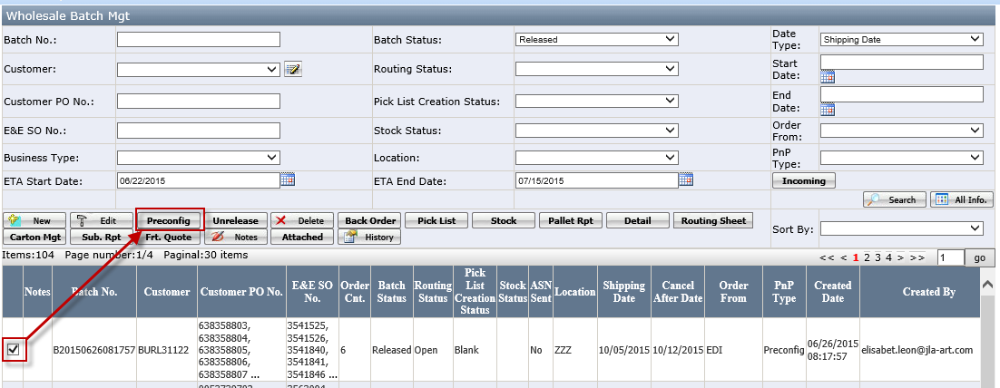 Wholesale Batch Mgt
Batch No.: Batch Status: Released Date Type: Shipping Date
Customer: Routing Status: Start Date:
Customer PO No.: Pick List Creation Status: End Date:
E&E SO No.: Stock Status: Order From:
Business Type: Location: PnP Type:
ETA Start Date: 06/22/2015 ETA End Date: 07/15/2015 Incoming
Search All Info.
New Edit Preconfig Unrelease Delete Back Order Pick List Stock Pallet Rpt Detail Routing Sheet Sort By:
Carton Mgt Sub. Rpt Frt. Quote Notes Attached History
Items:104 Page number:1/4 Paginal:30 items << < 1 2 3 4 > >> 1 go
Notes Batch No. Customer Customer PO No. E&E SO No. Order Cnt. Batch Status Routing Status Pick List Creation Status Stock Status ASN Sent Location Shipping Date Cancel After Date Order From PnP Type Created Date Created By
638358803, 3541525,
638358804, 3541526,
B20150626081757 BURL31122 638358805, 3541840, 6 Released Open Blank No ZZZ 10/05/2015 10/12/2015 EDI Preconfig 06/26/2015 08:17:57 elisabet.leon@jla-art.com
638358806, 3541841,
638358807 ... 3541846 ...